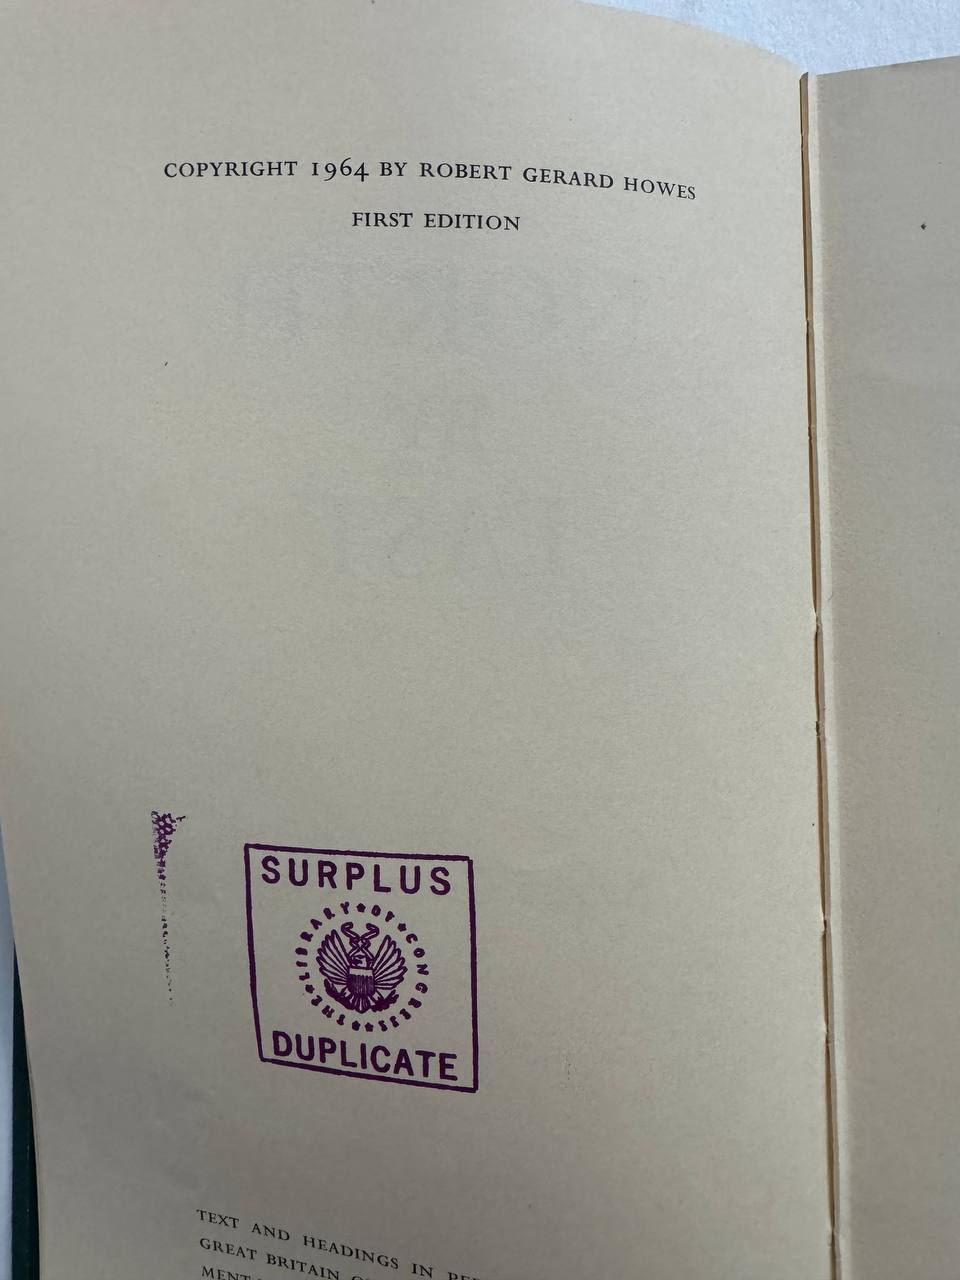 COPYRIGHT 1964 BY ROBERT GERARD HOWES
FIRST EDITION
SURPLUS
THE LIBRARY OF CONGRESS
DUPLICATE
TEXT AND HEADINGS IN
GREAT BRITAIN